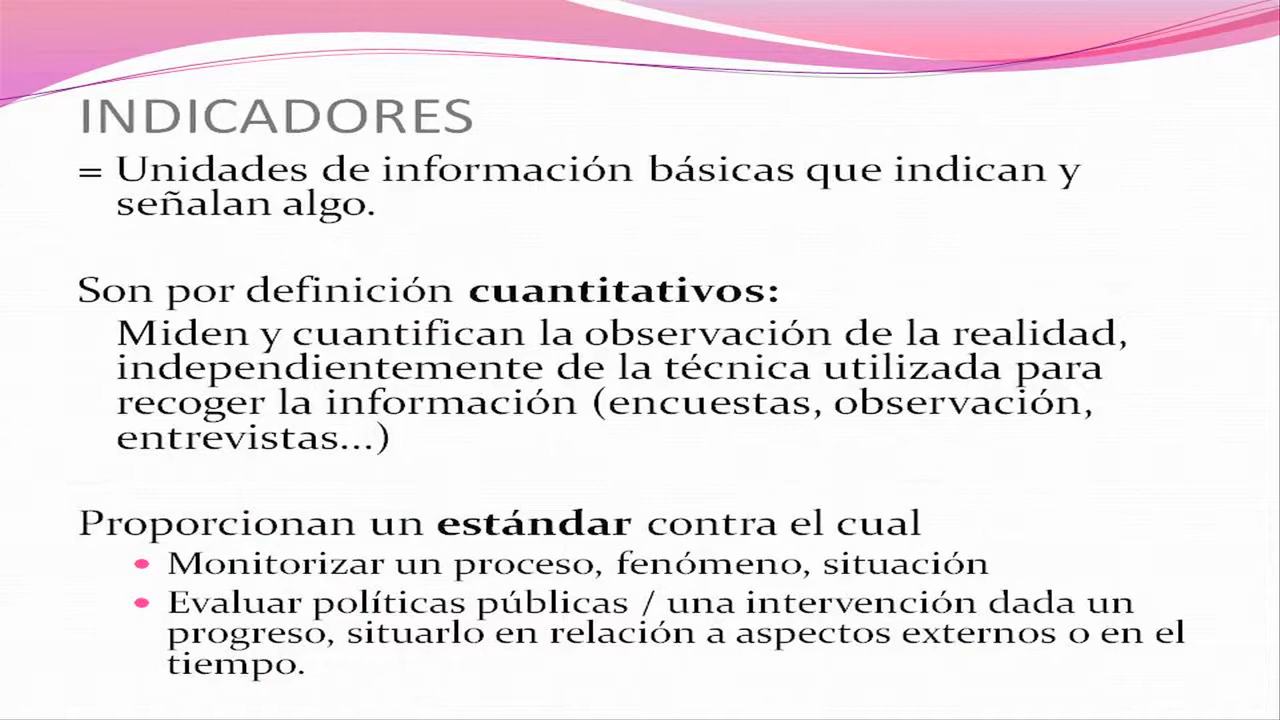 INDICADORES
= Unidades de información básicas que indican y
señalan algo.
Son por definición cuantitativos:
Miden y cuantifican la observación de la realidad,
independientemente de la técnica utilizada para
recoger la información (encuestas, observación,
entrevistas...)
Proporcionan un estándar contra el cual
• Monitorizar un proceso, fenómeno, situación
• Evaluar políticas públicas / una intervención dada un
progreso, situarlo en relación a aspectos externos o en el
tiempo.